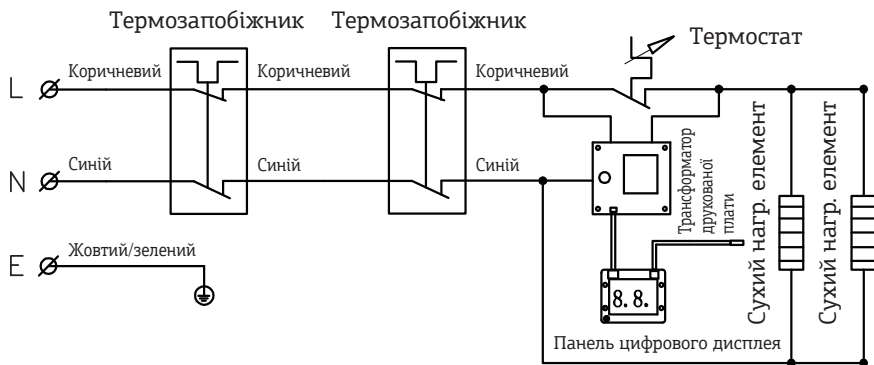 Термозапобіжник
Термозапобіжник
Термостат
L
Коричневий
Коричневий
Коричневий
N
Синій
Синій
Синій
E
Жовтий/зелений
Трансформатор
друкованої
плати
Сухий нагр. елемент
Сухий нагр. елемент
8.8.
Панель цифрового дисплея